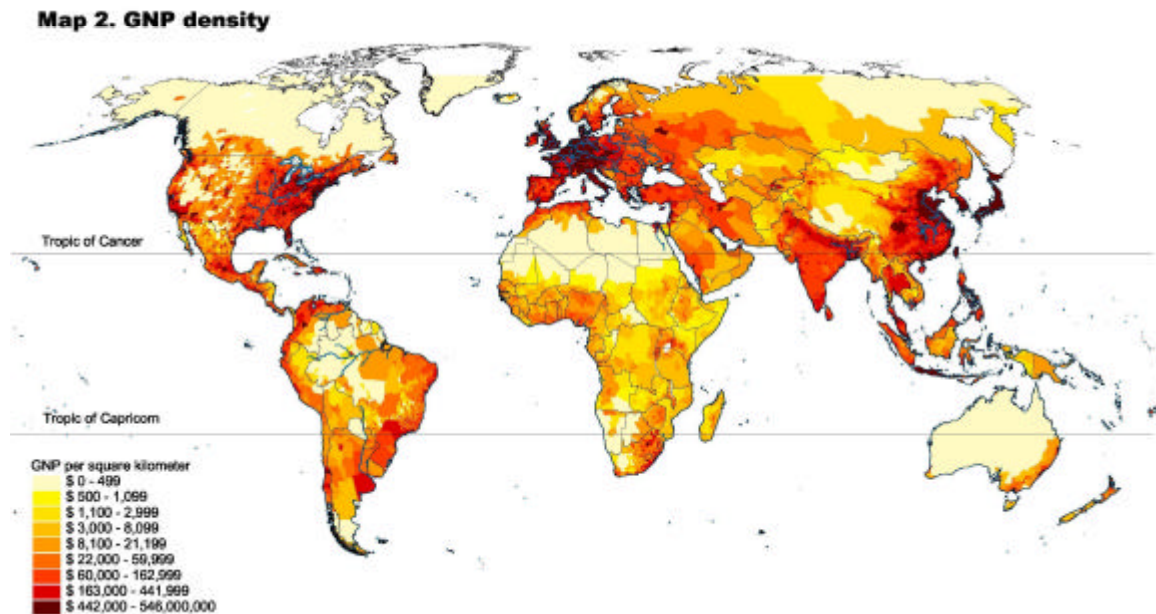 Map 2. GNP density
Tropic of Cancer
Tropic of Capricorn
GNP per square kilometer
$ 0 - 499
$ 500 - 1,099
$ 1,100 - 2,999
$ 3,000 - 8,099
$ 8,100 - 21,199
$ 22,000 - 59,999
$ 60,000 - 162,999
$ 163,000 - 441,999
$ 442,000 - 546,000,000